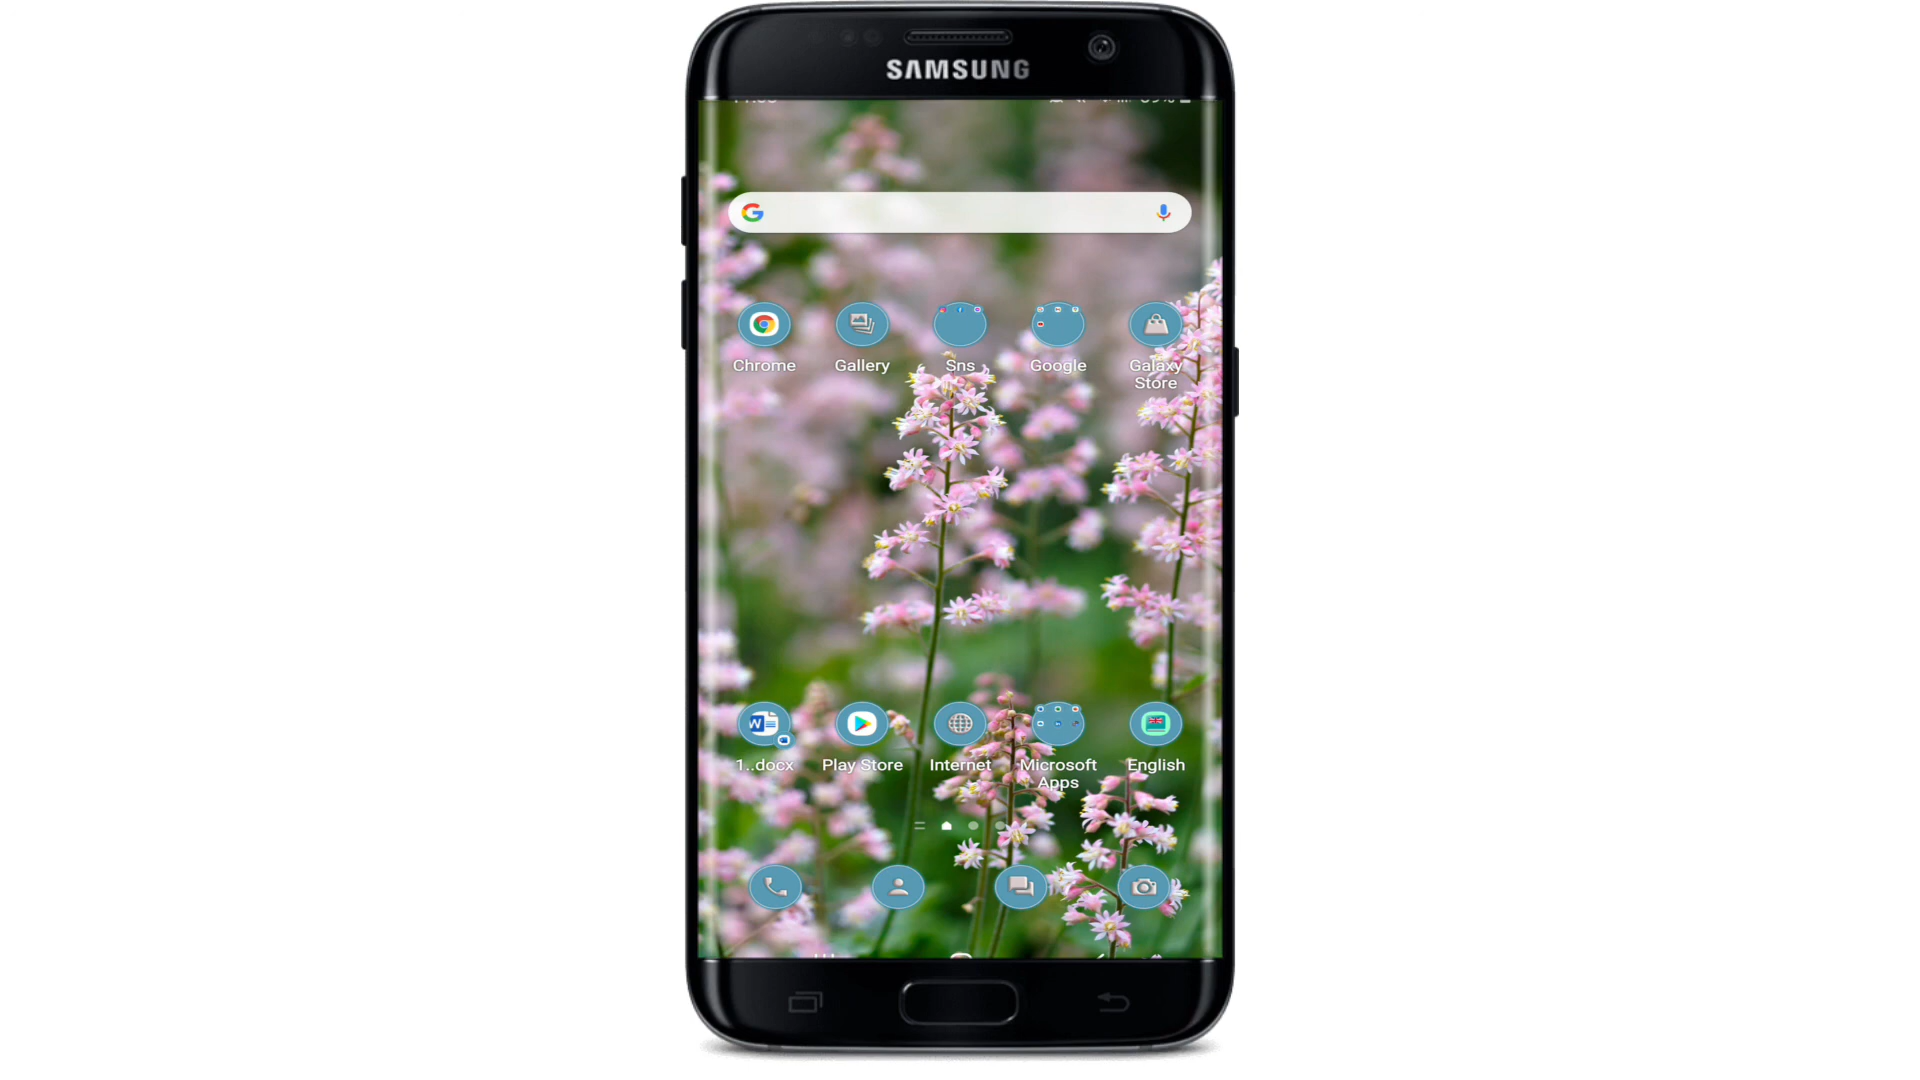 SAMSUNG
Chrome
Gallery
Sns
Google
Galaxy
Store
1..docx
Play Store
Internet
Microsoft
Apps
English